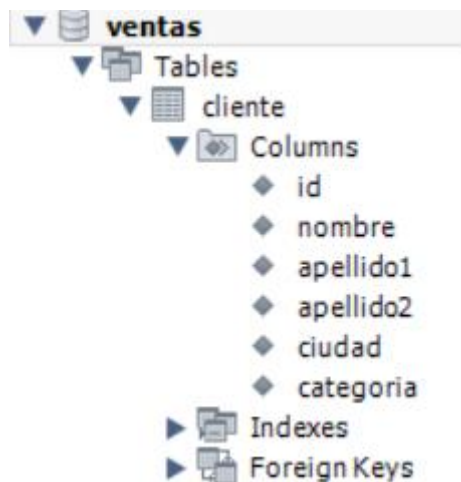 ventas
Tables
cliente
Columns
id
nombre
apellido1
apellido2
ciudad
categoria
Indexes
Foreign Keys